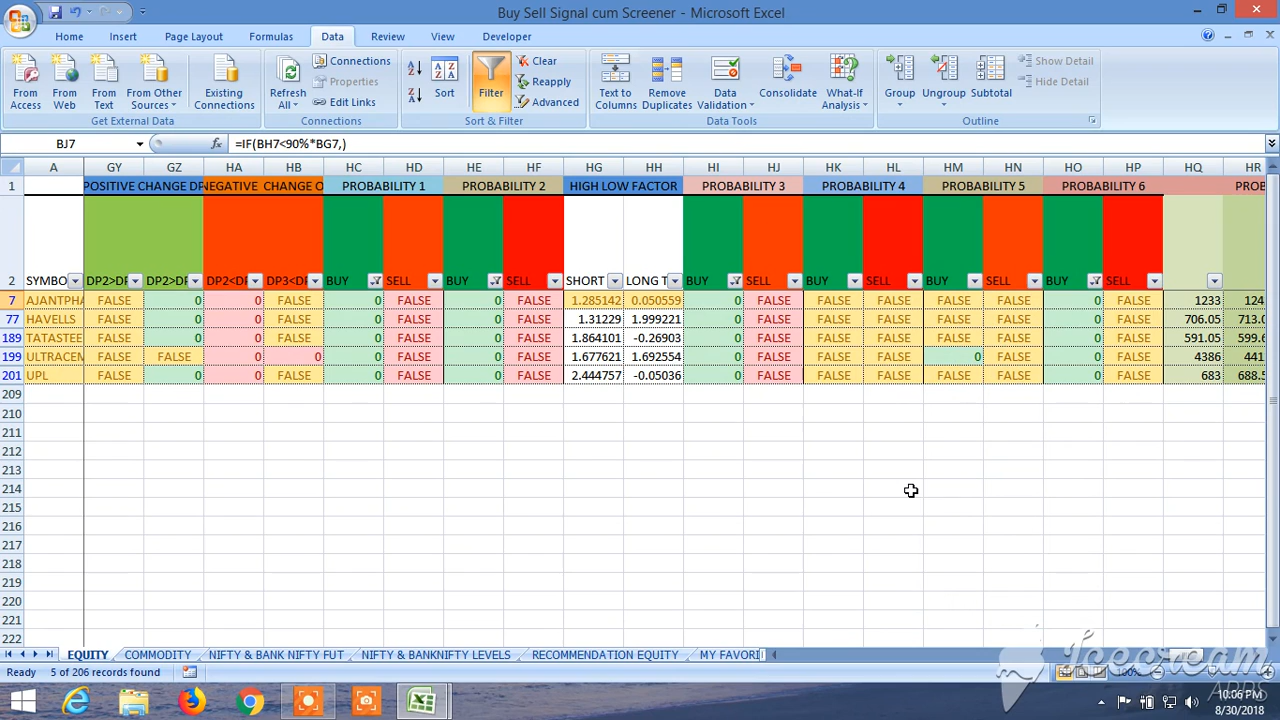 Buy Sell Signal cum Screener - Microsoft Excel
Home Insert Page Layout Formulas Data Review View Developer
From Access From Web From Text From Other Sources Existing Connections Refresh All Connections Properties Edit Links Sort Filter Clear Reapply Advanced Text to Columns Remove Duplicates Data Validation Consolidate What-If Analysis Group Ungroup Subtotal Show Detail Hide Detail
Get External Data Connections Sort & Filter Data Tools Outline
BJ7 fx =IF(BH7<90%*BG7,)
A GY GZ HA HB HC HD HE HF HG HH HI HJ HK HL HM HN HO HP HQ HR
1 POSITIVE CHANGE DP NEGATIVE CHANGE O PROBABILITY 1 PROBABILITY 2 HIGH LOW FACTOR PROBABILITY 3 PROBABILITY 4 PROBABILITY 5 PROBABILITY 6 PROB
2 SYMBO DP2>DP DP2>DP DP2<DP DP3<DP BUY SELL BUY SELL SHORT LONG T BUY SELL BUY SELL BUY SELL BUY SELL
7 AJANTPHA FALSE 0 0 FALSE 0 FALSE 0 FALSE 1.285142 0.050559 0 FALSE FALSE FALSE FALSE FALSE 0 FALSE 1233 124
77 HAVELLS FALSE 0 0 FALSE 0 FALSE 0 FALSE 1.31229 1.999221 0 FALSE FALSE FALSE FALSE FALSE 0 FALSE 706.05 713.0
189 TATASTEE FALSE 0 0 FALSE 0 FALSE 0 FALSE 1.864101 -0.26903 0 FALSE FALSE FALSE FALSE FALSE 0 FALSE 591.05 599.6
199 ULTRACEM FALSE FALSE 0 0 0 FALSE 0 FALSE 1.677621 1.692554 0 FALSE FALSE FALSE 0 FALSE 0 FALSE 4386 441
201 UPL FALSE 0 0 FALSE 0 FALSE 0 FALSE 2.444757 -0.05036 0 FALSE FALSE FALSE FALSE FALSE 0 FALSE 683 688.5
209
210
211
212
213
214
215
216
217
218
219
220
221
222
EQUITY COMMODITY NIFTY & BANK NIFTY FUT NIFTY & BANKNIFTY LEVELS RECOMMENDATION EQUITY MY FAVORI
Icecream APPS
Ready 5 of 206 records found 100%
10:06 PM
8/30/2018